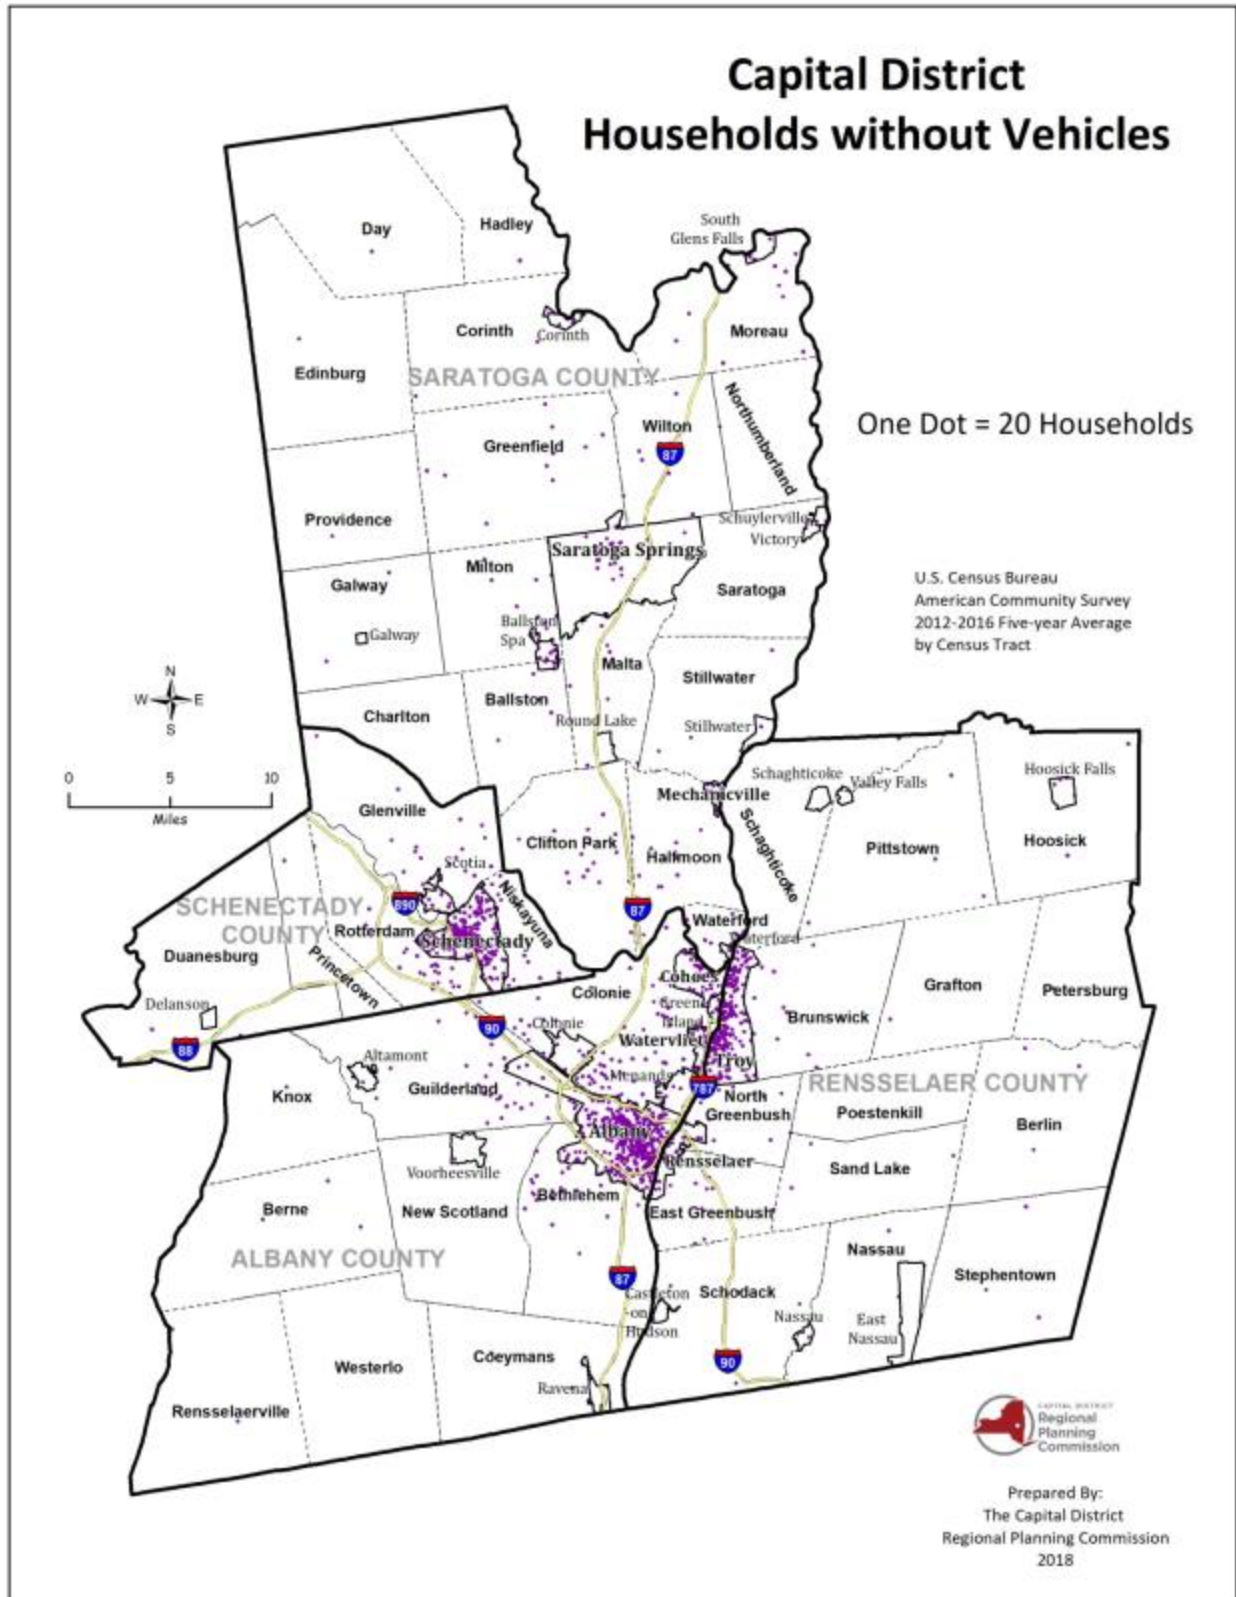 Capital District
Households without Vehicles
South
Glens Falls
Day
Hadley
Corinth
Corinth
Moreau
Edinburg
SARATOGA COUNTY
Northumberland
One Dot = 20 Households
Wilton
87
Greenfield
Providence
Schuylerville
Victory
Saratoga Springs
Milton
Galway
Galway
Saratoga
U.S. Census Bureau
American Community Survey
2012-2016 Five-year Average
by Census Tract
Ballston
Spa
Malta
Stillwater
N
W
E
S
Ballston
Charlton
Round Lake
Stillwater
0
5
10
Miles
Schaghticoke
Valley Falls
Hoosick Falls
Mechanicville
Glenville
Schaghticoke
Clifton Park
Halfmoon
Pittstown
Hoosick
Scotia
Niskayuna
890
87
SCHENECTADY
COUNTY
Rotterdam
Schenectady
Waterford
Waterford
Duanesburg
Princetown
Cohoes
Colonie
Grafton
Petersburg
Delanson
Green
Island
Brunswick
90
Colonie
Watervliet
88
Altamont
Troy
Menands
RENSSELAER COUNTY
787
Knox
Guilderland
North
Greenbush
Poestenkill
Berlin
Albany
Voorheesville
Rensselaer
Sand Lake
Berne
New Scotland
Bethlehem
East Greenbush
ALBANY COUNTY
Nassau
87
Stephentown
Castleton
-on-
Hudson
Schodack
Nassau
East
Nassau
Coeymans
90
Westerlo
Ravena
Rensselaerville
CAPITAL DISTRICT
Regional
Planning
Commission
Prepared By:
The Capital District
Regional Planning Commission
2018